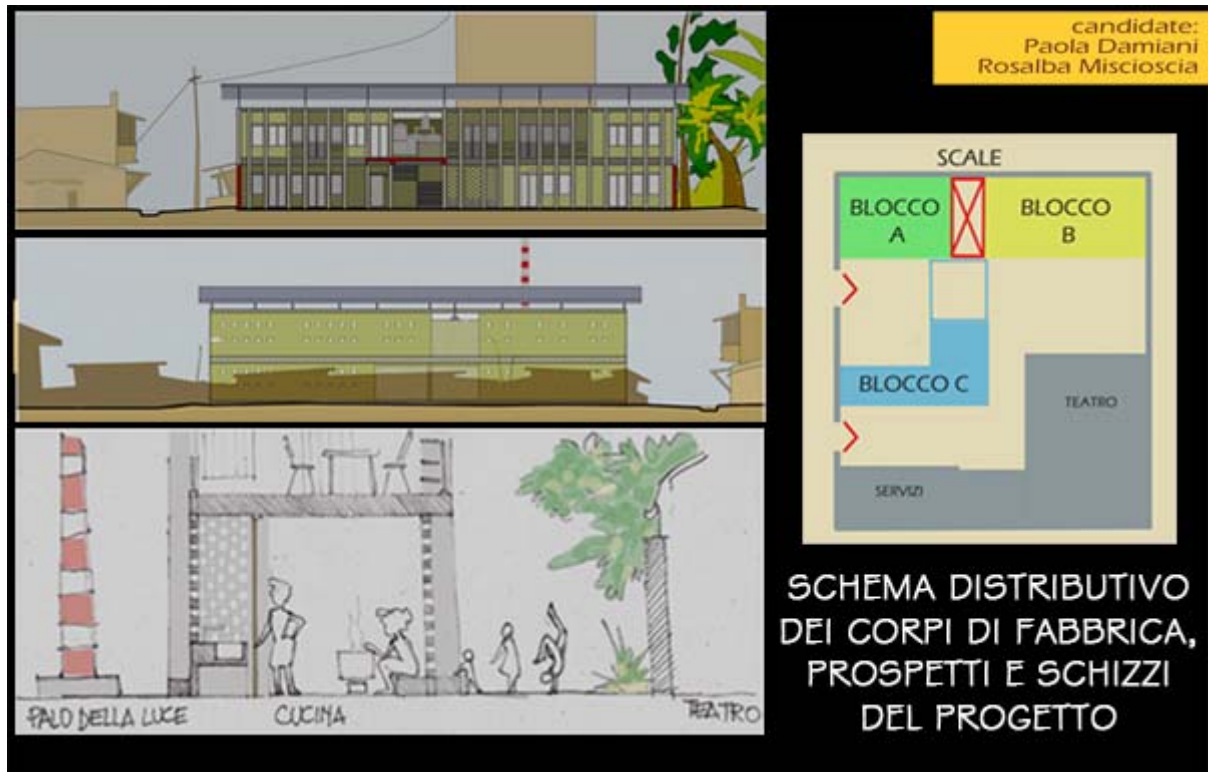 candidate:
Paola Damiani
Rosalba Miscioscia
SCALE
BLOCCO
A
BLOCCO
B
BLOCCO C
TEATRO
SERVIZI
PALO DELLA LUCE
CUCINA
TEATRO
SCHEMA DISTRIBUTIVO
DEI CORPI DI FABBRICA,
PROSPETTI E SCHIZZI
DEL PROGETTO